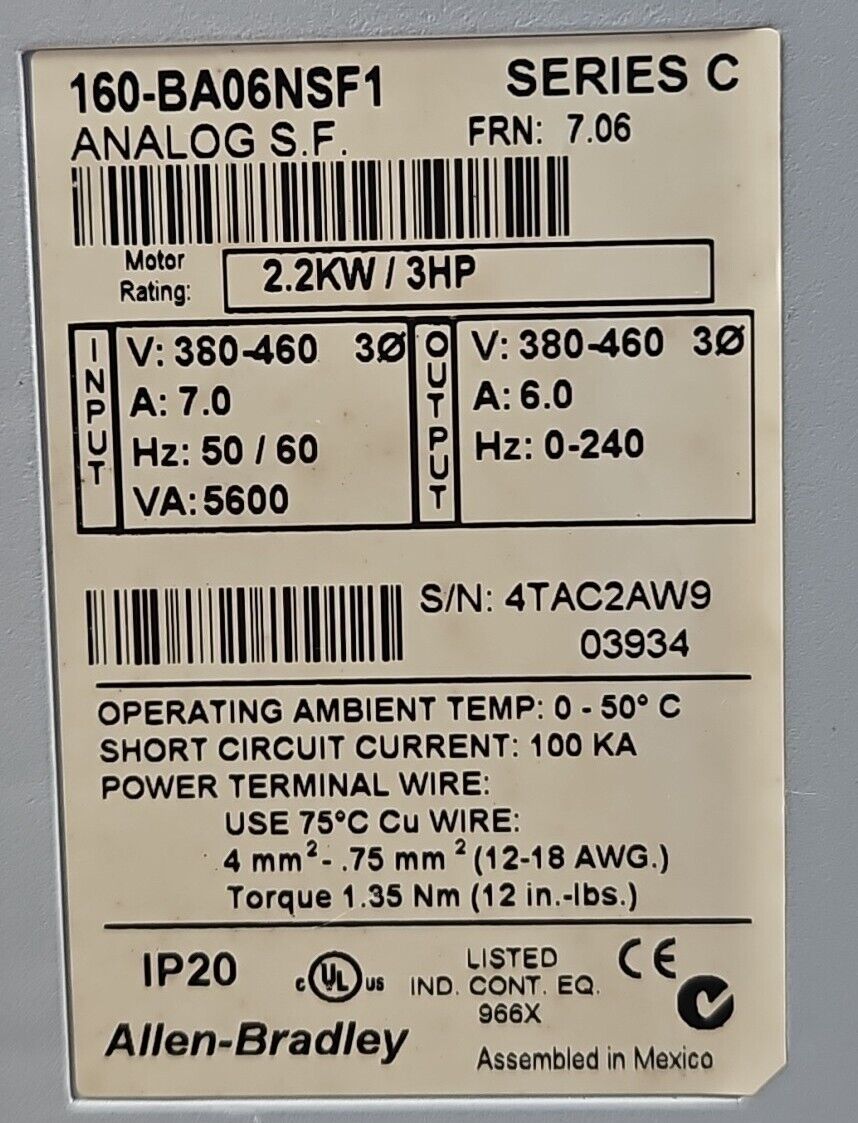 160-BA06NSF1 SERIES C
ANALOG S.F. FRN: 7.06
Motor
Rating: 2.2KW / 3HP
INPUT
V: 380-460 3Ø
A: 7.0
Hz: 50 / 60
VA: 5600
OUTPUT
V: 380-460 3Ø
A: 6.0
Hz: 0-240
S/N: 4TAC2AW9
03934
OPERATING AMBIENT TEMP: 0 - 50° C
SHORT CIRCUIT CURRENT: 100 KA
POWER TERMINAL WIRE:
USE 75°C Cu WIRE:
4 mm² - .75 mm² (12-18 AWG.)
Torque 1.35 Nm (12 in.-lbs.)
IP20 c UL us LISTED CE
IND. CONT. EQ.
966X
Allen-Bradley Assembled in Mexico